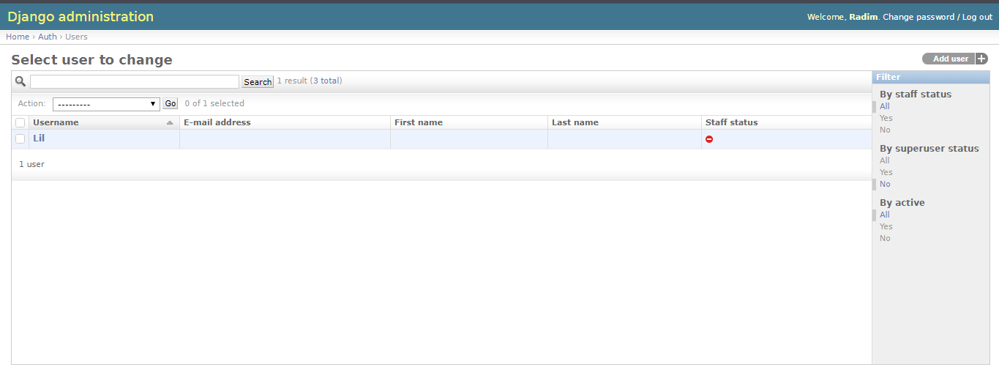 Django administration
Welcome, Radim. Change password / Log out
Home › Auth › Users
Select user to change
Add user
Search 1 result (3 total)
Action: --------- Go 0 of 1 selected
Username E-mail address First name Last name Staff status
Lil
1 user
Filter
By staff status
All
Yes
No
By superuser status
All
Yes
No
By active
All
Yes
No